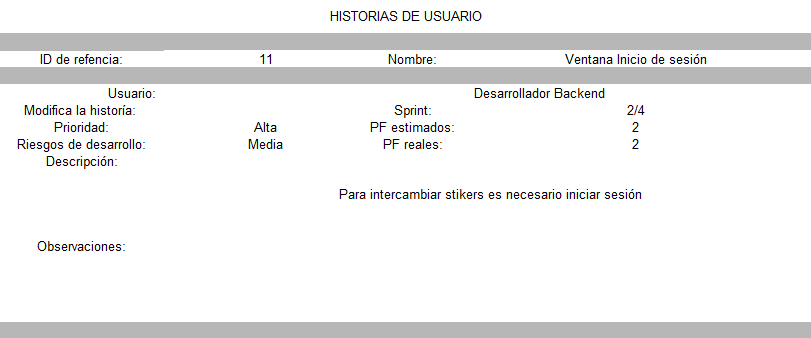 HISTORIAS DE USUARIO
ID de refencia: 11 Nombre: Ventana Inicio de sesión
Usuario: Desarrollador Backend
Modifica la historía: Sprint: 2/4
Prioridad: Alta PF estimados: 2
Riesgos de desarrollo: Media PF reales: 2
Descripción:
Para intercambiar stikers es necesario iniciar sesión
Observaciones: